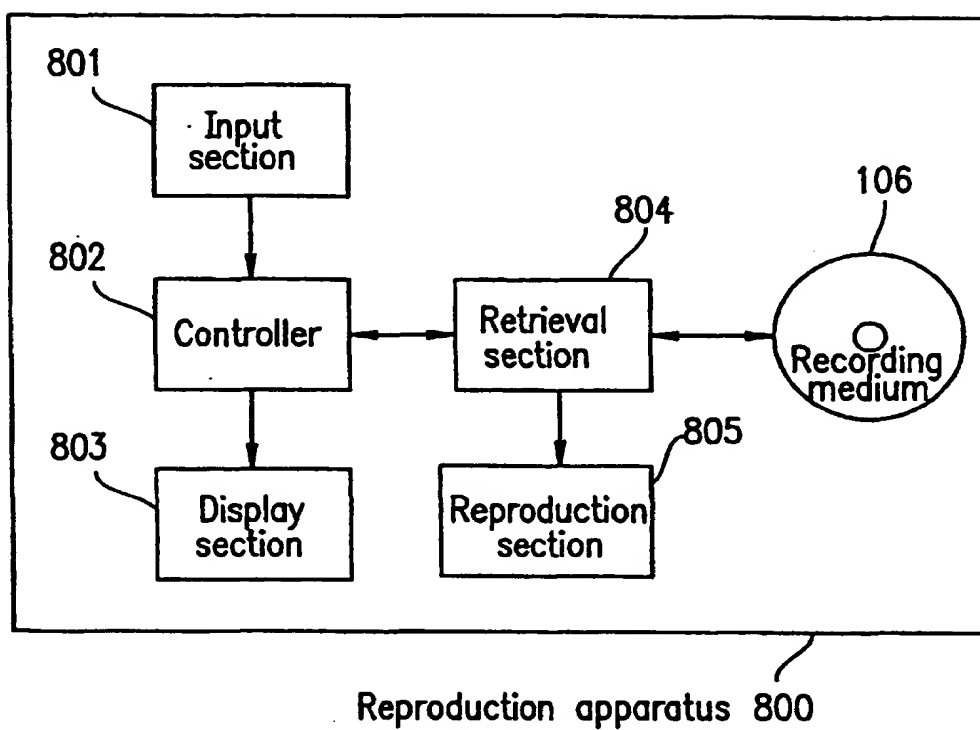 801
Input
section
802
Controller
803
Display
section
804
Retrieval
section
805
Reproduction
section
106
Recording
medium
Reproduction apparatus 800